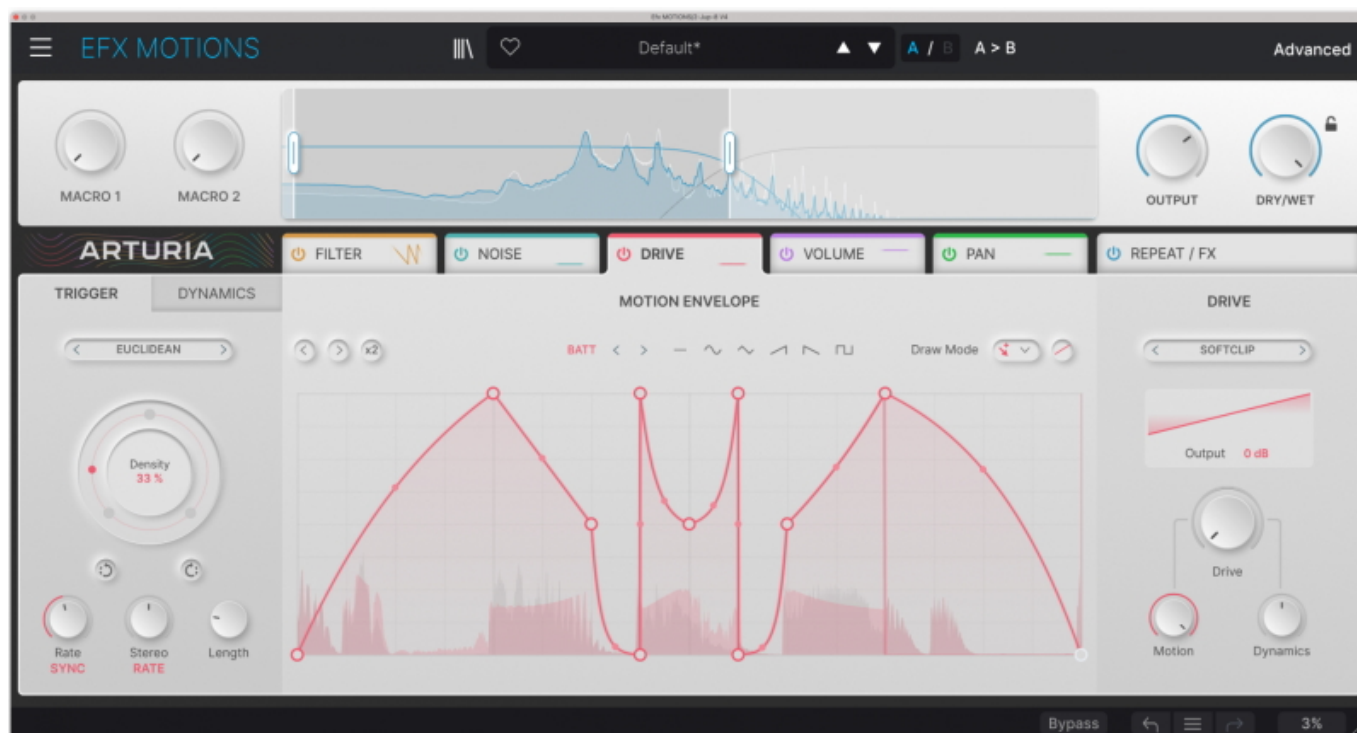 EFX MOTIONS
Default*
A / B
A > B
Advanced
MACRO 1
MACRO 2
OUTPUT
DRY/WET
ARTURIA
FILTER
NOISE
DRIVE
VOLUME
PAN
REPEAT / FX
TRIGGER
DYNAMICS
MOTION ENVELOPE
DRIVE
EUCLIDEAN
x2
BATT
Draw Mode
SOFTCLIP
Density
33 %
Output 0 dB
Drive
Rate
SYNC
Stereo
RATE
Length
Motion
Dynamics
Bypass
3%